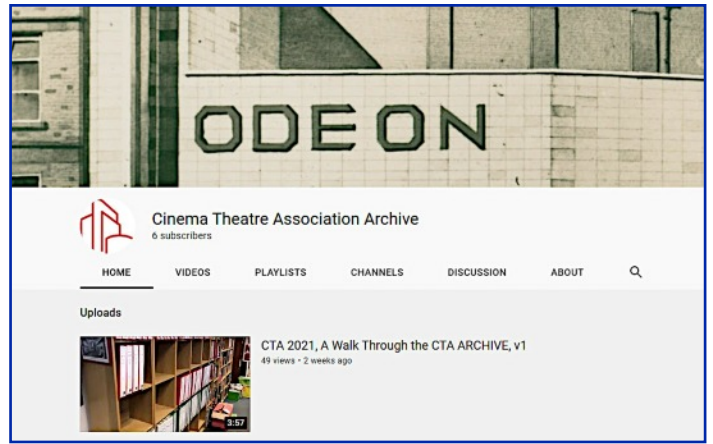 ODEON
Cinema Theatre Association Archive
6 subscribers
HOME VIDEOS PLAYLISTS CHANNELS DISCUSSION ABOUT
Uploads
CTA 2021, A Walk Through the CTA ARCHIVE, v1
49 views • 2 weeks ago
3:57